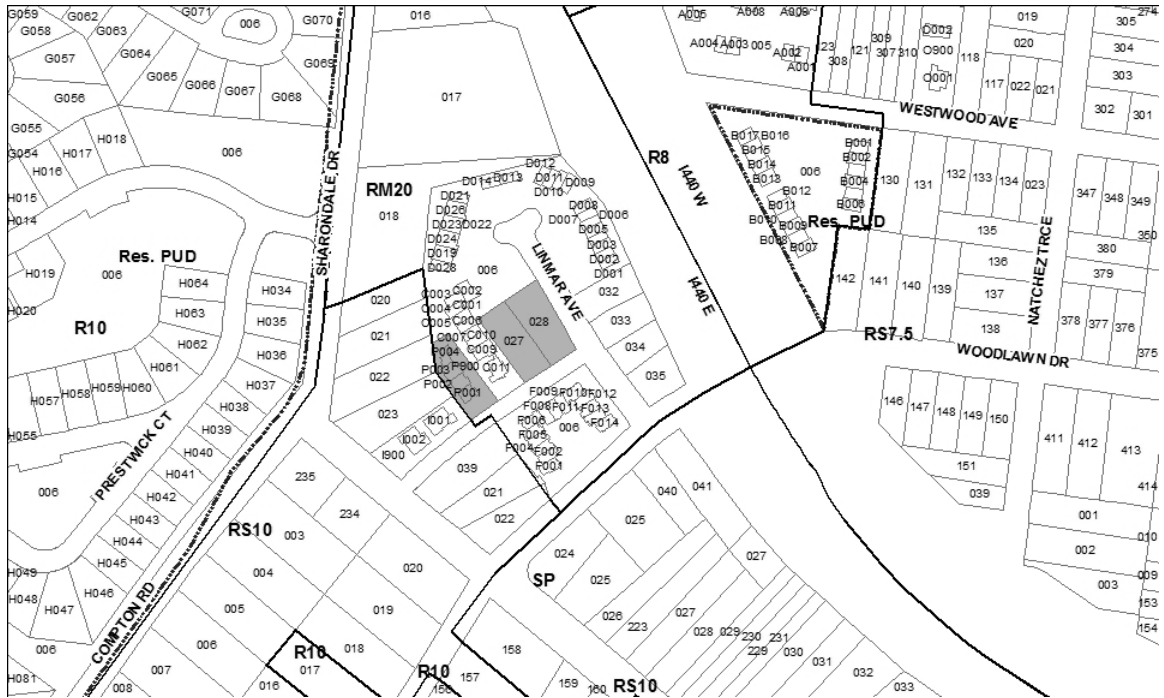 G059
G058
G057
G056
G055
G054
G062
G063
G064
G065
G066
G067
G068
G069
G070
G071
006
H018
H017
H016
H015
H014
H019
H020
006
Res. PUD
006
R10
H064
H063
H062
H061
H060
H059
H058
H057
H055
H034
H035
H036
H037
H038
H039
H040
H041
H042
H043
H044
H045
H046
H047
H048
H049
006
006
H081
PRESTWICK CT
COMPTON RD
SHARONDALE DR
016
017
RM20
018
020
021
022
023
D012
D014
D013
D011
D009
D010
D021
D026
D023
D022
D024
D019
D028
D008
D007
D006
D005
D003
D002
D001
006
LINMAR AVE
032
033
034
035
028
027
C003
C002
C004
C001
C005
C006
C007
C010
C009
C011
P004
P003
P900
P002
P001
I001
I002
I900
F009
F010
F012
F008
F011
F013
F006
006
F014
F005
F004
F002
F001
039
021
022
235
234
RS10
003
004
005
006
007
008
020
019
018
R10
017
016
R10
156
157
158
159
160
RS10
SP
024
025
025
040
041
026
223
027
027
028
029
230
229
231
030
031
032
033
R8
I440 W
I440 E
A005
A008
A009
A004
A003
005
A002
A001
23
308
121
309
307
310
D002
O900
O001
118
117
022
021
019
020
274
305
304
303
302
301
WESTWOOD AVE
B017
B016
B015
B014
B013
B012
B011
B010
B009
B008
B007
006
B001
B002
B004
B006
Res. PUD
130
131
132
133
134
023
135
136
137
138
139
140
141
142
RS7.5
NATCHEZ TRCE
347
348
349
350
380
379
378
377
376
375
WOODLAWN DR
146
147
148
149
150
151
039
411
412
413
414
001
002
003
010
009
153
154